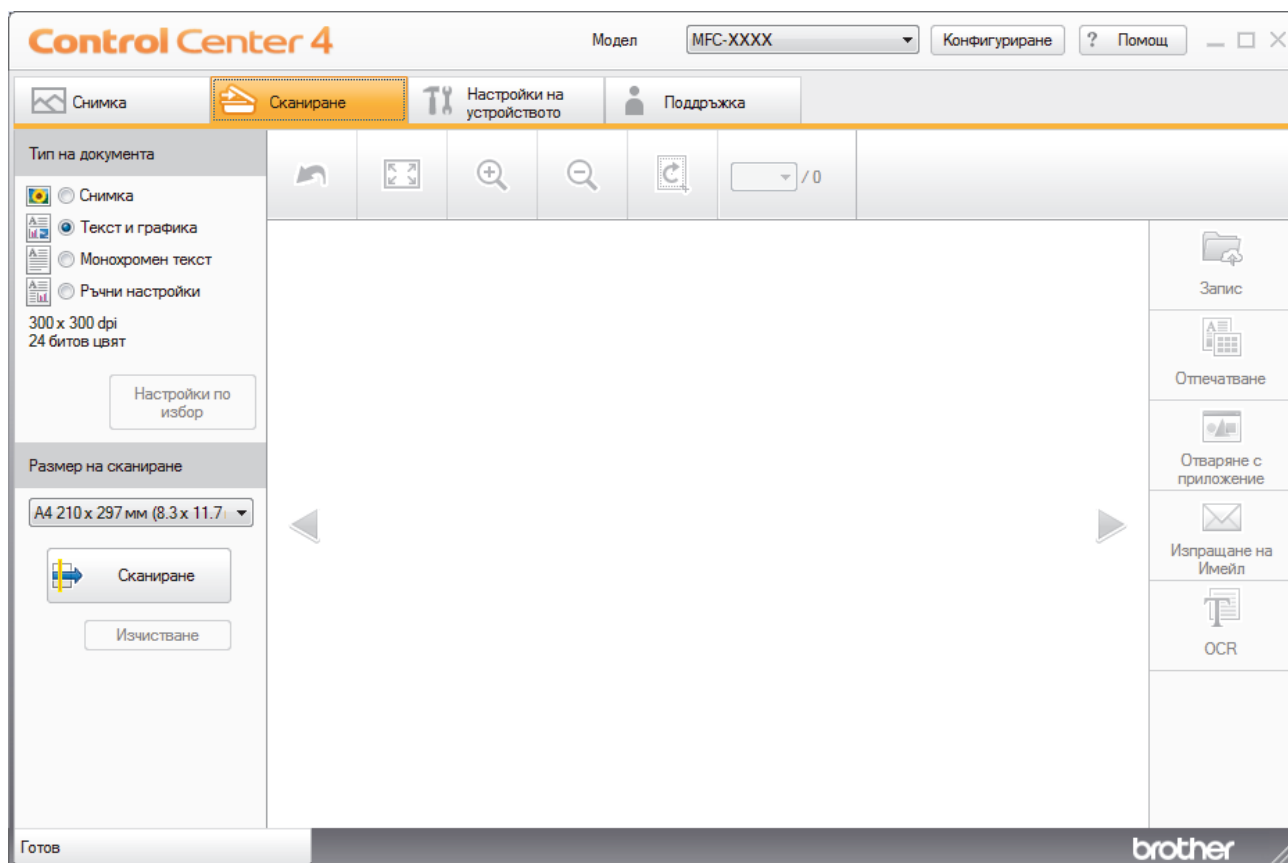 Control Center 4
Модел
MFC-XXXX
Конфигуриране
? Помощ
Снимка
Сканиране
Настройки на
устройството
Поддръжка
Тип на документа
Снимка
Текст и графика
Монохромен текст
Ръчни настройки
300 x 300 dpi
24 битов цвят
Настройки по
избор
Размер на сканиране
A4 210 x 297 мм (8.3 x 11.7
Сканиране
Изчистване
/ 0
Запис
Отпечатване
Отваряне с
приложение
Изпращане на
Имейл
OCR
Готов
brother